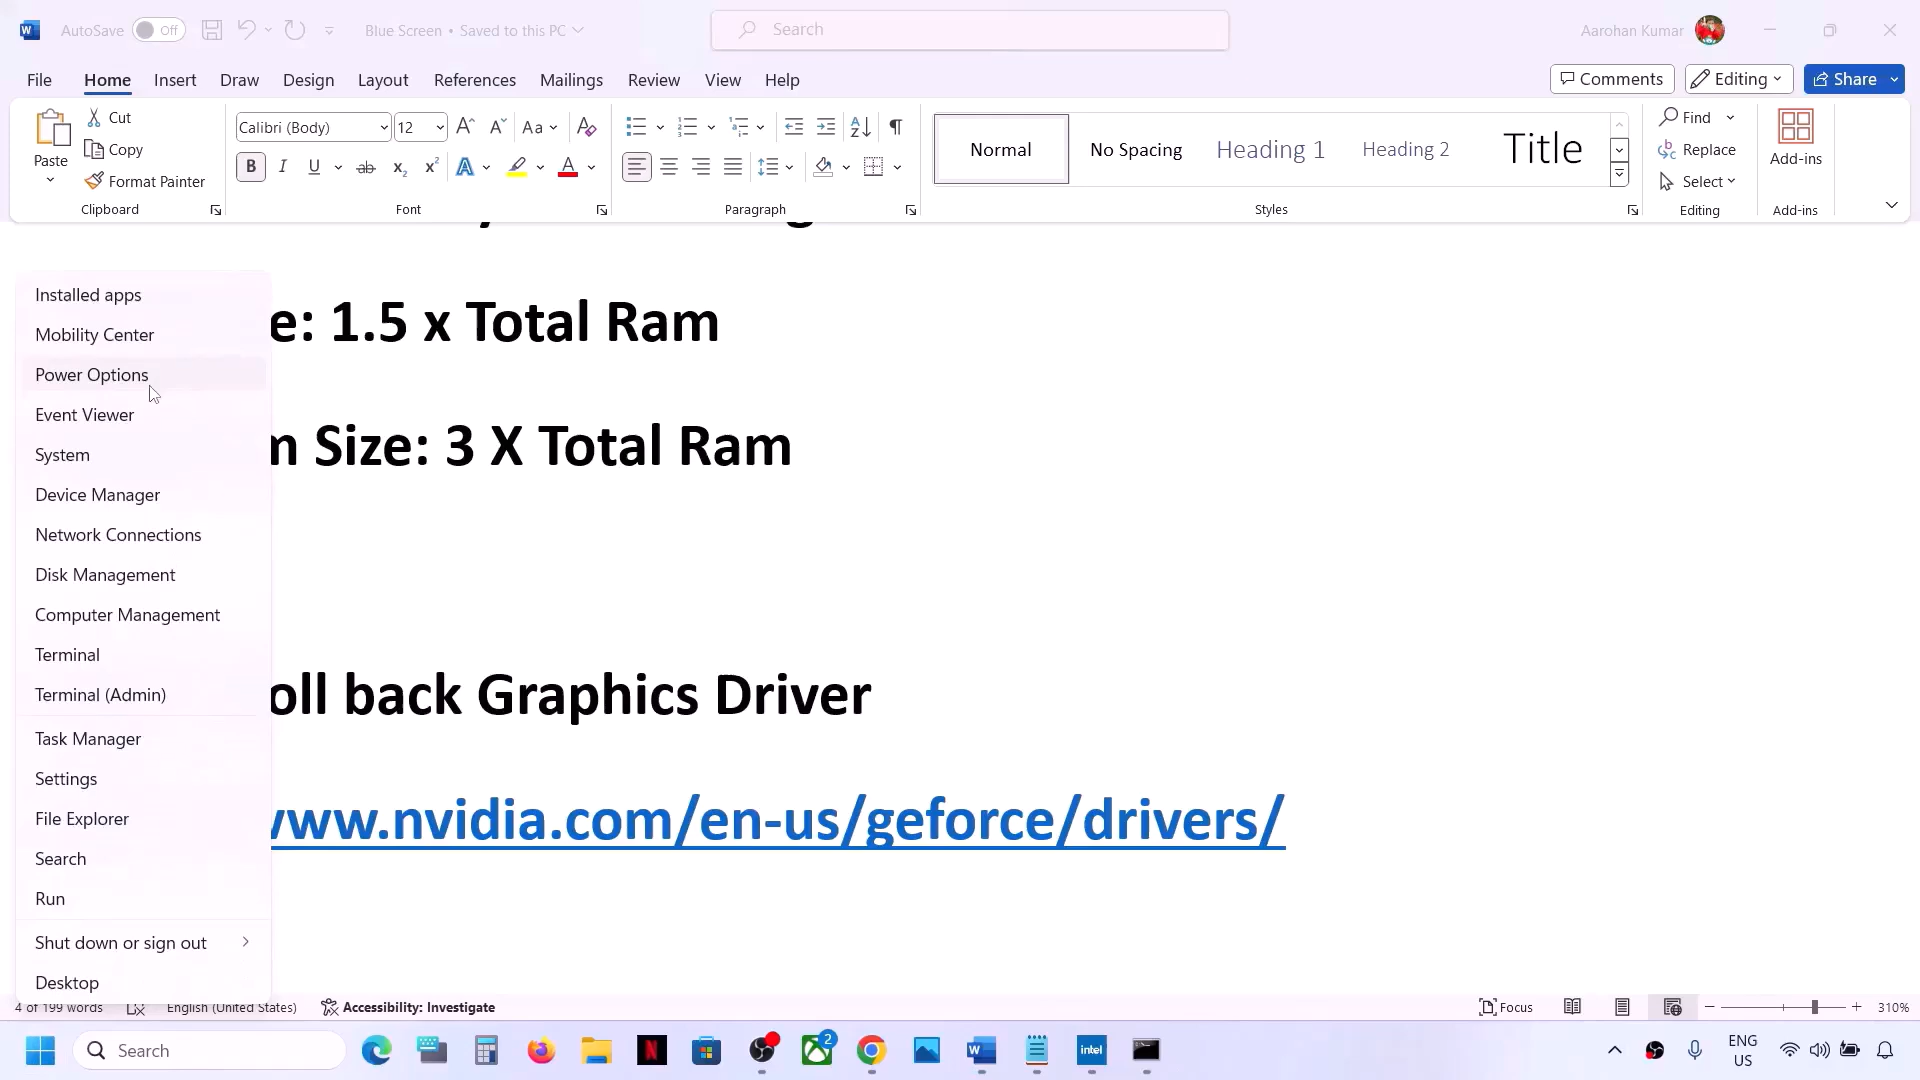 AutoSave Off Blue Screen • Saved to this PC Search Aarohan Kumar
File Home Insert Draw Design Layout References Mailings Review View Help Comments Editing Share
Paste Cut Copy Format Painter
Calibri (Body) 12
Normal No Spacing Heading 1 Heading 2 Title
Find Replace Select
Add-ins
Clipboard Font Paragraph Styles Editing Add-ins
e: 1.5 x Total Ram
m Size: 3 X Total Ram
oll back Graphics Driver
www.nvidia.com/en-us/geforce/drivers/
Installed apps
Mobility Center
Power Options
Event Viewer
System
Device Manager
Network Connections
Disk Management
Computer Management
Terminal
Terminal (Admin)
Task Manager
Settings
File Explorer
Search
Run
Shut down or sign out
Desktop
4 of 199 words English (United States) Accessibility: Investigate Focus 310%
Search 2 intel ENG
US